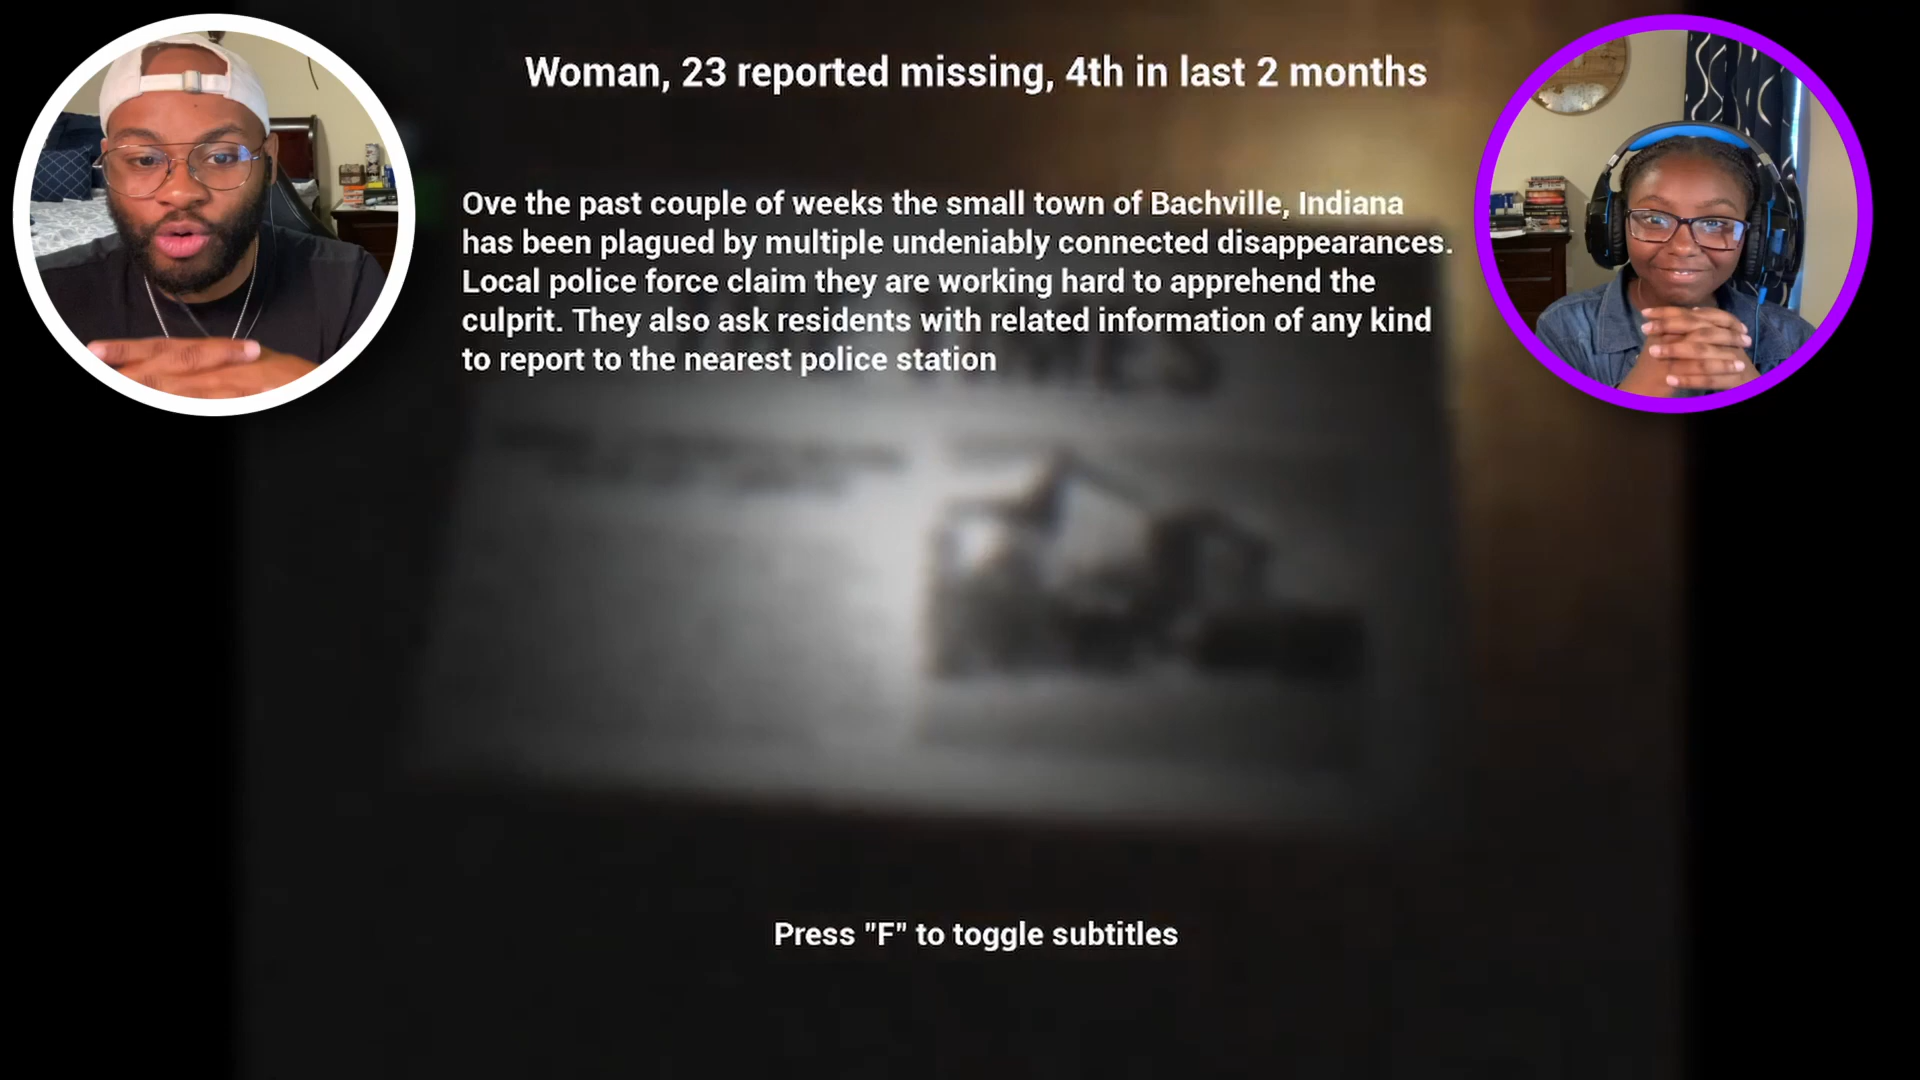 Woman, 23 reported missing, 4th in last 2 months
Ove the past couple of weeks the small town of Bachville, Indiana
has been plagued by multiple undeniably connected disappearances.
Local police force claim they are working hard to apprehend the
culprit. They also ask residents with related information of any kind
to report to the nearest police station
Press "F" to toggle subtitles